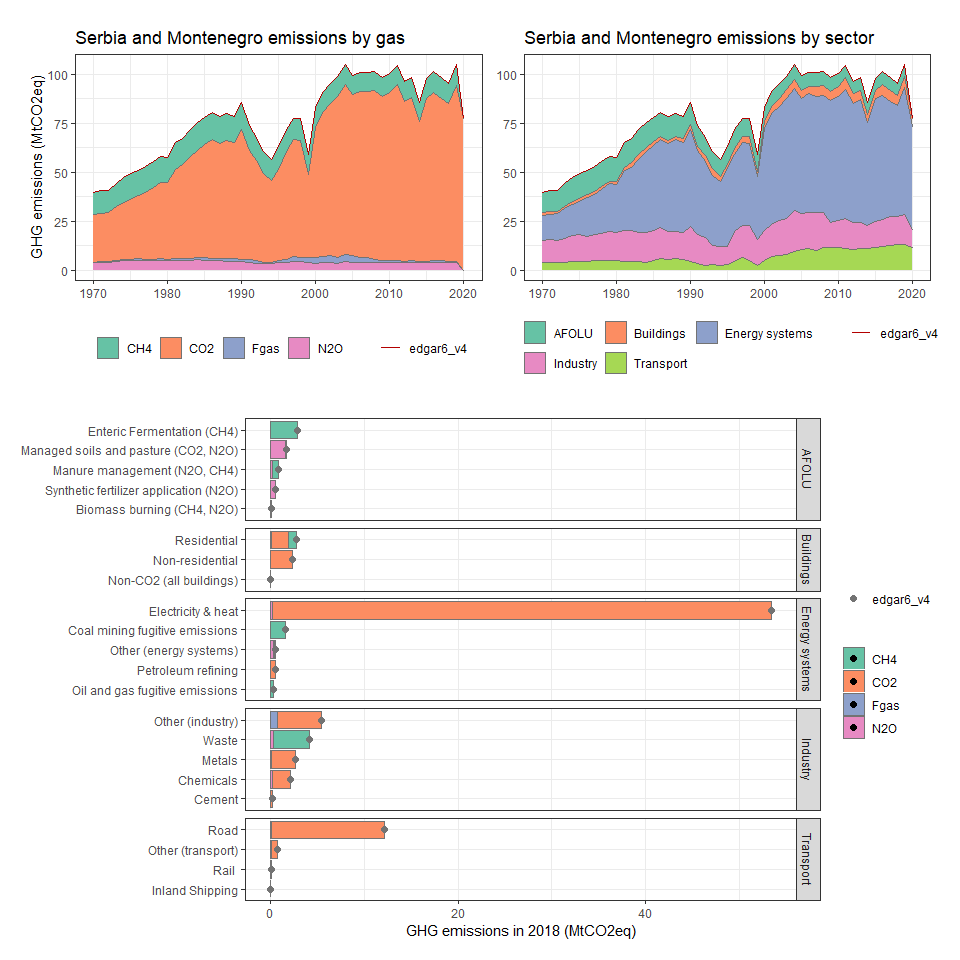 Serbia and Montenegro emissions by gas
GHG emissions (MtCO2eq)
100
75
50
25
0
1970
1980
1990
2000
2010
2020
CH4
CO2
Fgas
N2O
edgar6_v4
Serbia and Montenegro emissions by sector
100
75
50
25
0
1970
1980
1990
2000
2010
2020
AFOLU
Buildings
Energy systems
edgar6_v4
Industry
Transport
Enteric Fermentation (CH4)
Managed soils and pasture (CO2, N2O)
Manure management (N2O, CH4)
Synthetic fertilizer application (N2O)
Biomass burning (CH4, N2O)
AFOLU
Residential
Non-residential
Non-CO2 (all buildings)
Buildings
Electricity & heat
Coal mining fugitive emissions
Other (energy systems)
Petroleum refining
Oil and gas fugitive emissions
Energy systems
Other (industry)
Waste
Metals
Chemicals
Cement
Industry
Road
Other (transport)
Rail
Inland Shipping
Transport
0
20
40
GHG emissions in 2018 (MtCO2eq)
edgar6_v4
CH4
CO2
Fgas
N2O